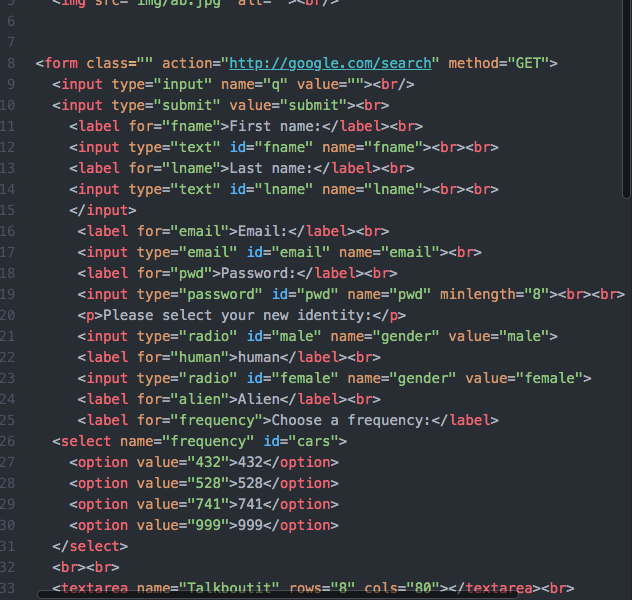 5 <img src="img/ab.jpg" alt=""><br/>
6
7
8 <form class="" action="http://google.com/search" method="GET">
9 <input type="input" name="q" value=""><br/>
10 <input type="submit" value="submit"><br>
11 <label for="fname">First name:</label><br>
12 <input type="text" id="fname" name="fname"><br><br>
13 <label for="lname">Last name:</label><br>
14 <input type="text" id="lname" name="lname"><br><br>
15 </input>
16 <label for="email">Email:</label><br>
17 <input type="email" id="email" name="email"><br>
18 <label for="pwd">Password:</label><br>
19 <input type="password" id="pwd" name="pwd" minlength="8"><br><br>
20 <p>Please select your new identity:</p>
21 <input type="radio" id="male" name="gender" value="male">
22 <label for="human">human</label><br>
23 <input type="radio" id="female" name="gender" value="female">
24 <label for="alien">Alien</label><br>
25 <label for="frequency">Choose a frequency:</label>
26 <select name="frequency" id="cars">
27 <option value="432">432</option>
28 <option value="528">528</option>
29 <option value="741">741</option>
30 <option value="999">999</option>
31 </select>
32 <br><br>
33 <textarea name="Talkboutit" rows="8" cols="80"></textarea><br>